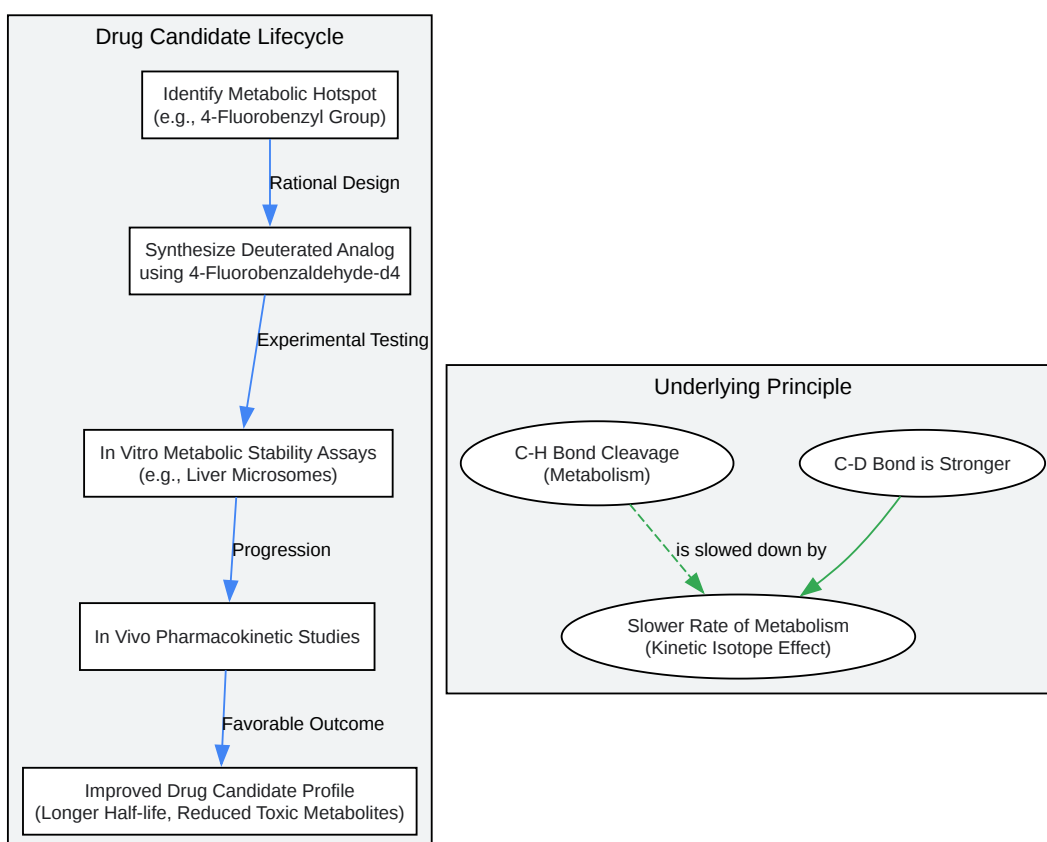 Drug Candidate Lifecycle
Identify Metabolic Hotspot
(e.g., 4-Fluorobenzyl Group)
Rational Design
Synthesize Deuterated Analog
using 4-Fluorobenzaldehyde-d4
Experimental Testing
In Vitro Metabolic Stability Assays
(e.g., Liver Microsomes)
Progression
In Vivo Pharmacokinetic Studies
Favorable Outcome
Improved Drug Candidate Profile
(Longer Half-life, Reduced Toxic Metabolites)
Underlying Principle
C-H Bond Cleavage
(Metabolism)
C-D Bond is Stronger
is slowed down by
Slower Rate of Metabolism
(Kinetic Isotope Effect)